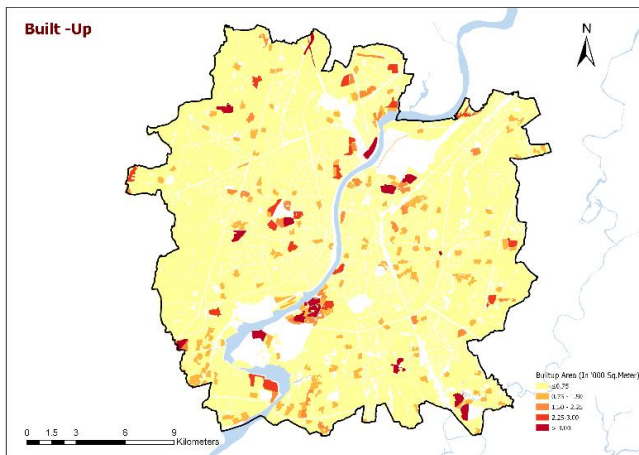 Built -Up
N
Builtup Area (In '000 Sq.Meter)
≤0.75
0.75 - 1.50
1.50 - 2.25
2.25-3.00
> 3.00
0 1.5 3 6 9
Kilometers